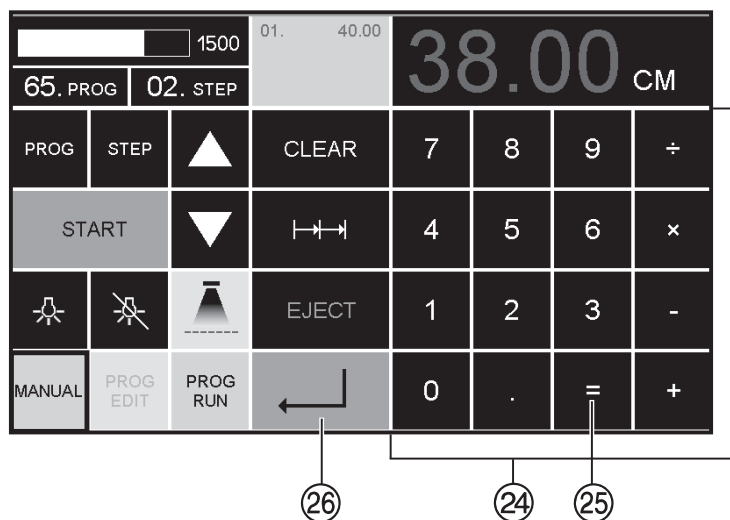 1500
01. 40.00
38.00 CM
65. PROG 02. STEP
PROG STEP CLEAR 7 8 9 ÷
START 4 5 6 ×
EJECT 1 2 3 -
MANUAL PROG EDIT PROG RUN 0 . = +
26 24 25